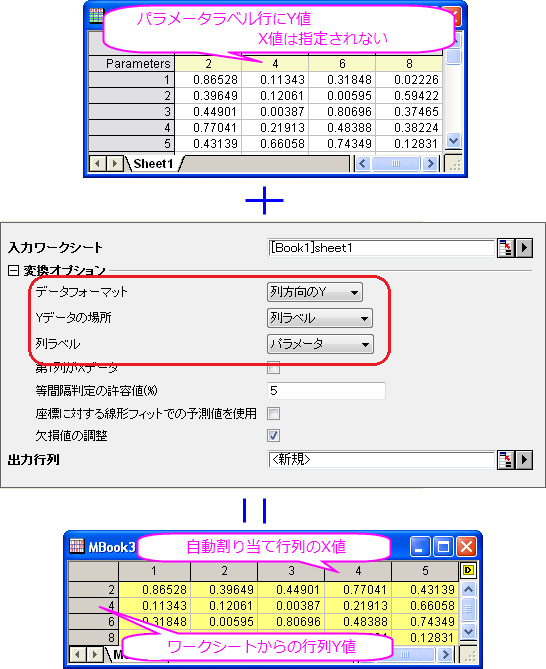 パラメータラベル行にY値
X値は指定されない
Parameters 2 4 6 8
1 0.86528 0.11343 0.31848 0.02226
2 0.39649 0.12061 0.00595 0.59422
3 0.44901 0.00387 0.80696 0.37465
4 0.77041 0.21913 0.48388 0.38224
5 0.43139 0.66058 0.74349 0.12831
Sheet1
入力ワークシート [Book1]sheet1
変換オプション
データフォーマット 列方向のY
Yデータの場所 列ラベル
列ラベル パラメータ
第1列がXデータ
等間隔判定の許容値(%) 5
座標に対する線形フィットでの予測値を使用
欠損値の調整
出力行列 <新規>
MBook3
自動割り当て行列のX値
1 2 3 4 5 D
2 0.86528 0.39649 0.44901 0.77041 0.43139
4 0.11343 0.12061 0.00387 0.21913 0.66058
6 0.31848 0.00595 0.80696 0.48388 0.74349
8 0.12831
ワークシートからの行列Y値